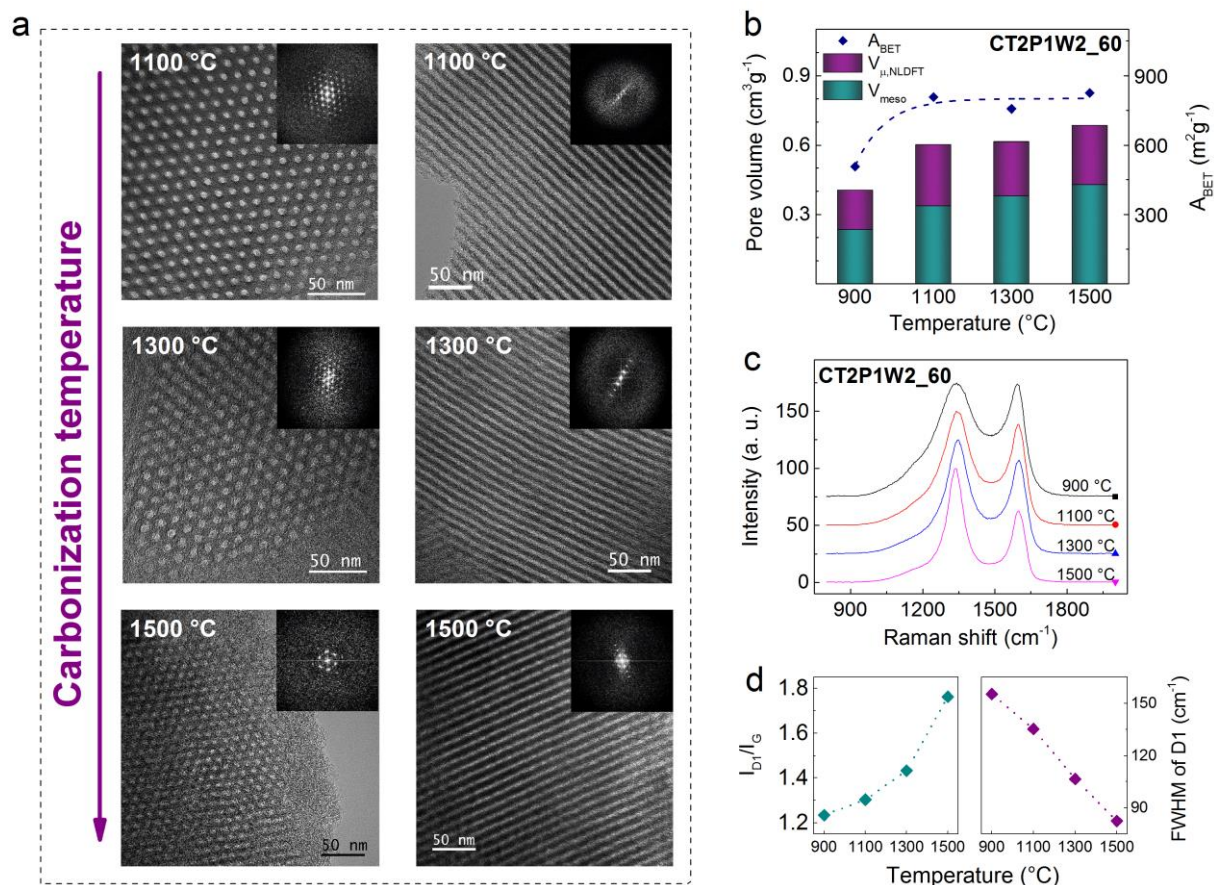 a
Carbonization temperature
1100 °C
50 nm
1100 °C
50 nm
1300 °C
50 nm
1300 °C
50 nm
1500 °C
50 nm
1500 °C
50 nm
b
CT2P1W2_60
A_BET
V_μ,NLDFT
V_meso
Pore volume (cm³g⁻¹)
0.9
0.6
0.3
A_BET (m²g⁻¹)
900
600
300
900 1100 1300 1500
Temperature (°C)
c
CT2P1W2_60
Intensity (a. u.)
150
100
50
0
900 °C
1100 °C
1300 °C
1500 °C
900 1200 1500 1800
Raman shift (cm⁻¹)
d
I_D1/I_G
1.8
1.6
1.4
1.2
900 1100 1300 1500
FWHM of D1 (cm⁻¹)
150
120
90
900 1100 1300 1500
Temperature (°C)